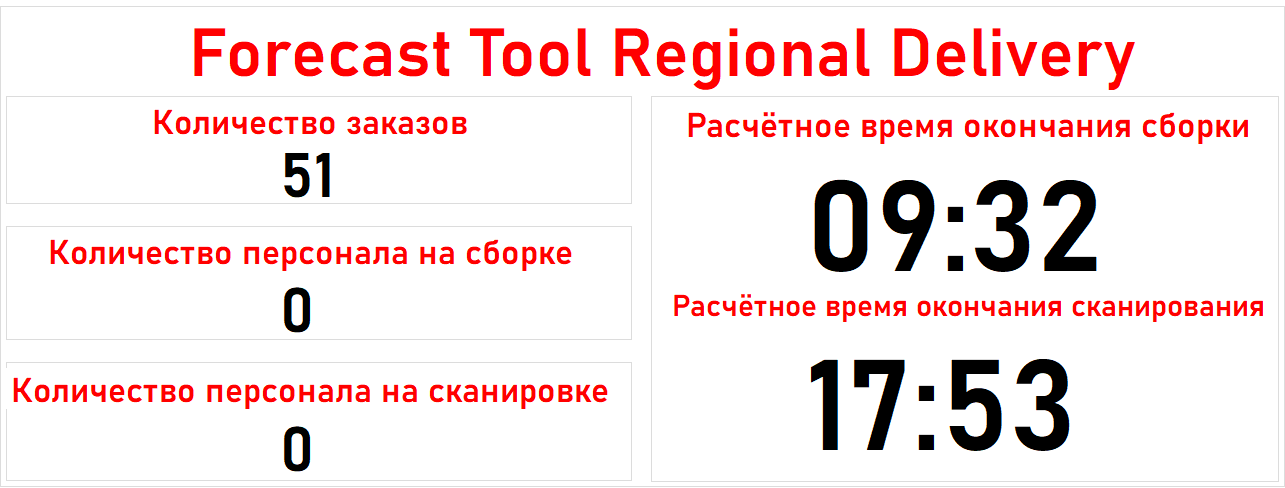 Forecast Tool Regional Delivery
Количество заказов
51
Количество персонала на сборке
0
Количество персонала на сканировке
0
Расчётное время окончания сборки
09:32
Расчётное время окончания сканирования
17:53